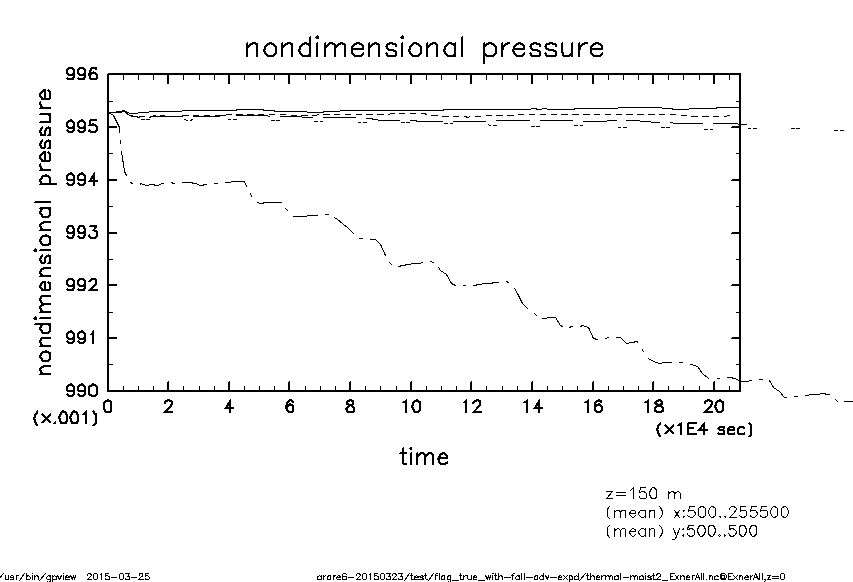 nondimensional pressure
nondimensional pressure
996
995
994
993
992
991
990
(×.001)
0 2 4 6 8 10 12 14 16 18 20
(×1E4 sec)
time
z=150 m
(mean) x:500..255500
(mean) y:500..500
/usr/bin/gpview 2015-03-25
arare6-20150323/test/flag_true_with-fall-adv-expd/thermal-moist2_ExnerAll.nc@ExnerAll,z=0